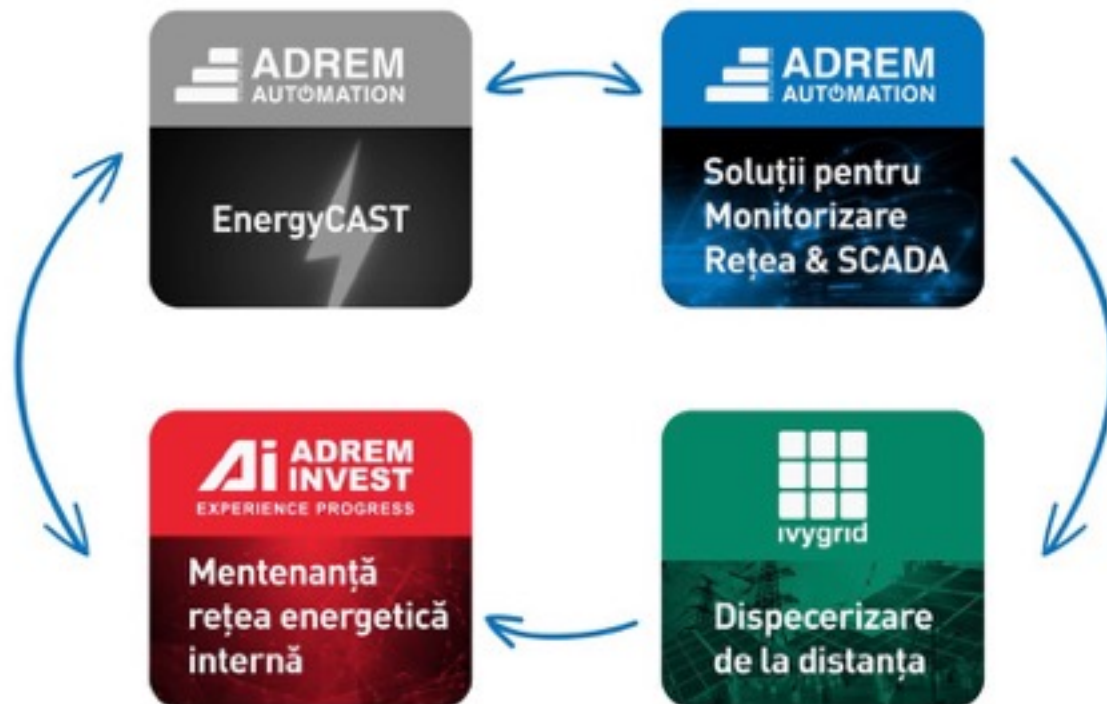 ADREM
AUTOMATION
EnergyCAST
ADREM
AUTOMATION
Soluții pentru
Monitorizare
Rețea & SCADA
Ai ADREM
INVEST
EXPERIENCE PROGRESS
Mentenanță
rețea energetică
internă
ivygrid
Dispecerizare
de la distanța